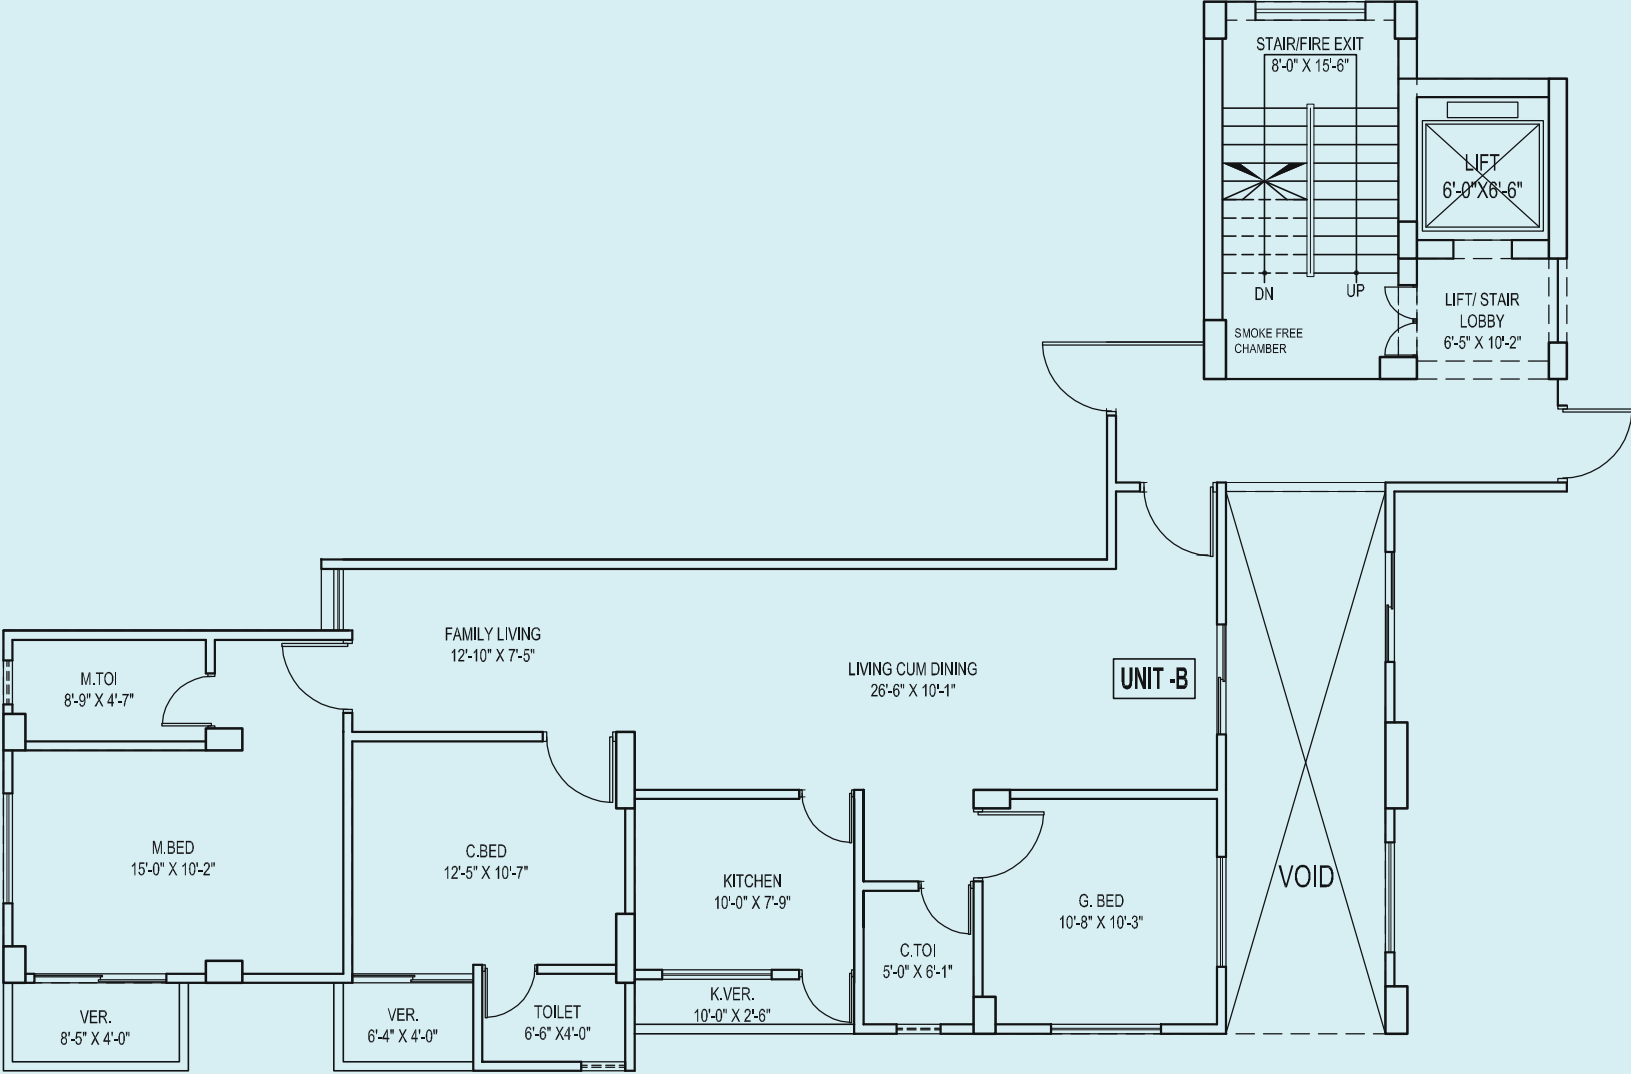 STAIR/FIRE EXIT
8'-0" X 15'-6"
LIFT
6'-0"X6'-6"
DN
UP
LIFT/ STAIR
LOBBY
6'-5" X 10'-2"
SMOKE FREE
CHAMBER
FAMILY LIVING
12'-10" X 7'-5"
LIVING CUM DINING
26'-6" X 10'-1"
UNIT -B
M.TOI
8'-9" X 4'-7"
M.BED
15'-0" X 10'-2"
C.BED
12'-5" X 10'-7"
KITCHEN
10'-0" X 7'-9"
G. BED
10'-8" X 10'-3"
VOID
C.TOI
5'-0" X 6'-1"
VER.
8'-5" X 4'-0"
VER.
6'-4" X 4'-0"
TOILET
6'-6" X4'-0"
K.VER.
10'-0" X 2'-6"